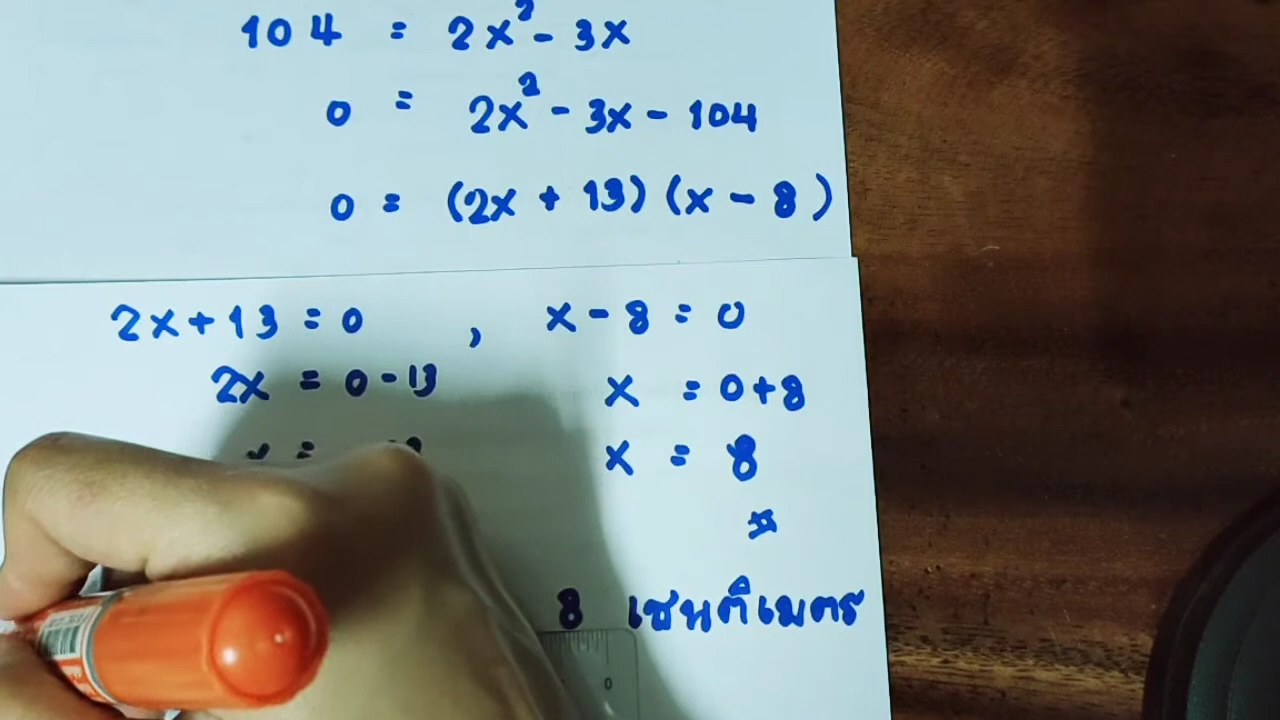 104 = 2x² - 3x
0 = 2x² - 3x - 104
0 = (2x + 13)(x - 8)
2x + 13 = 0 , x - 8 = 0
2x = 0 - 13 x = 0 + 8
x = 8
8 เซนติเมตร
0